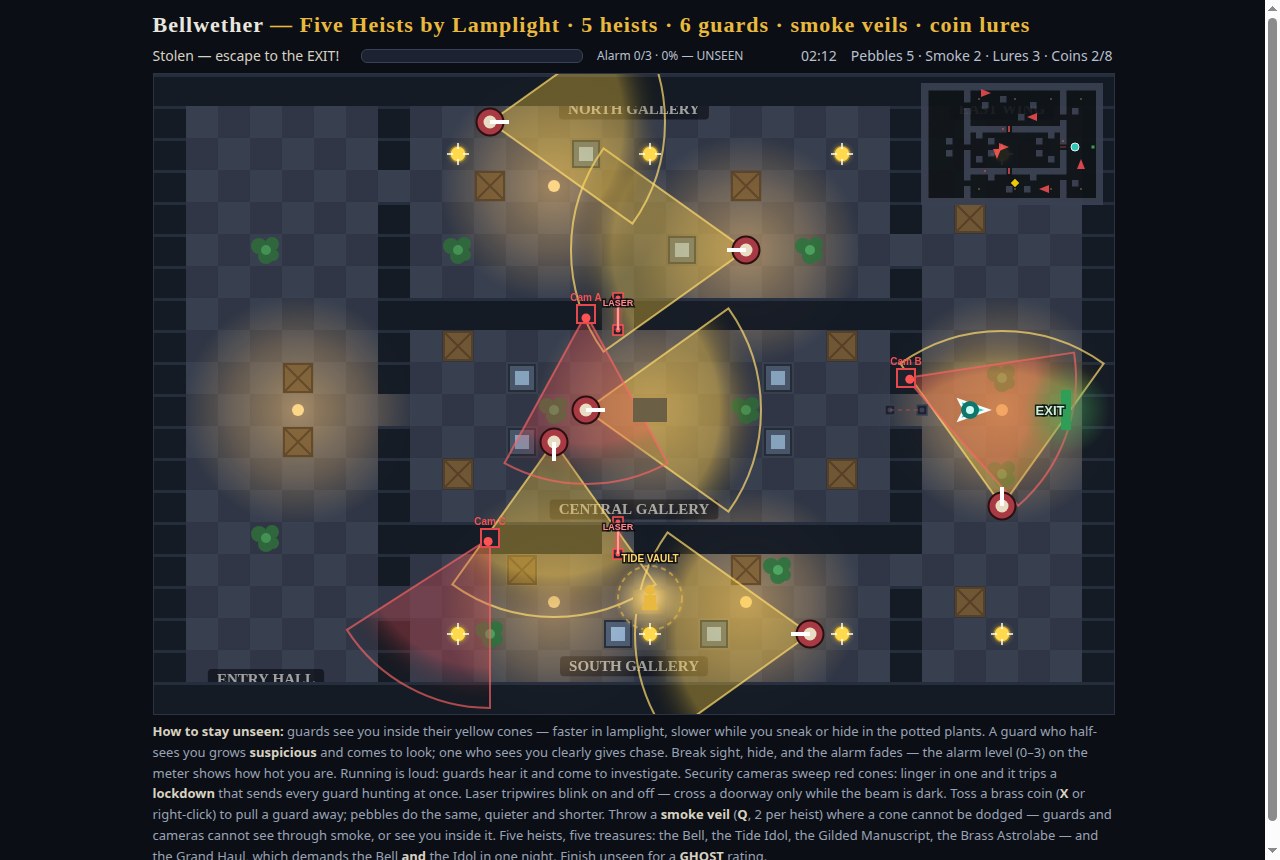 Bellwether — Five Heists by Lamplight · 5 heists · 6 guards · smoke veils · coin lures
Stolen — escape to the EXIT! Alarm 0/3 · 0% — UNSEEN 02:12 Pebbles 5 · Smoke 2 · Lures 3 · Coins 2/8
NORTH GALLERY
Cam A
LASER
Cam B
EXIT
CENTRAL GALLERY
Cam C
LASER
TIDE VAULT
SOUTH GALLERY
ENTRY HALL
How to stay unseen: guards see you inside their yellow cones — faster in lamplight, slower while you sneak or hide in the potted plants. A guard who half-
sees you grows suspicious and comes to look; one who sees you clearly gives chase. Break sight, hide, and the alarm fades — the alarm level (0–3) on the
meter shows how hot you are. Running is loud: guards hear it and come to investigate. Security cameras sweep red cones: linger in one and it trips a
lockdown that sends every guard hunting at once. Laser tripwires blink on and off — cross a doorway only while the beam is dark. Toss a brass coin (X or
right-click) to pull a guard away; pebbles do the same, quieter and shorter. Throw a smoke veil (Q, 2 per heist) where a cone cannot be dodged — guards and
cameras cannot see through smoke, or see you inside it. Five heists, five treasures: the Bell, the Tide Idol, the Gilded Manuscript, the Brass Astrolabe — and
the Grand Haul, which demands the Bell and the Idol in one night. Finish unseen for a GHOST rating.